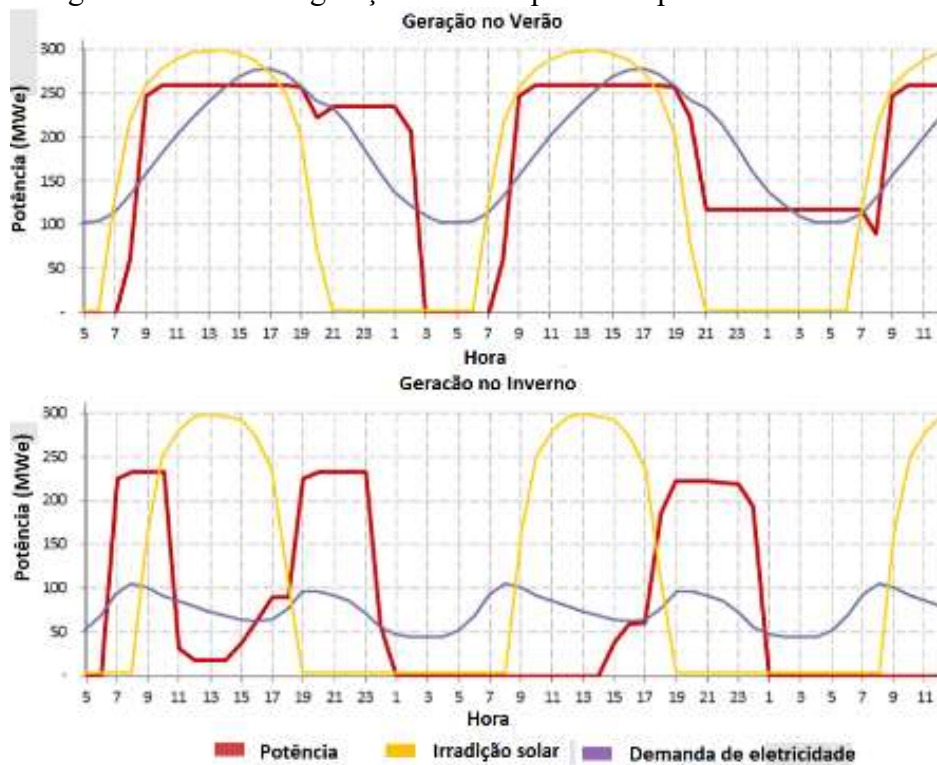 Geração no Verão
Potência (MWe)
300
250
200
150
100
50
-
5 7 9 11 13 15 17 19 21 23 1 3 5 7 9 11 13 15 17 19 21 23 1 3 5 7 9 11
Hora
Geração no Inverno
Potência (MWe)
300
250
200
150
100
50
-
5 7 9 11 13 15 17 19 21 23 1 3 5 7 9 11 13 15 17 19 21 23 1 3 5 7 9 11
Hora
Potência Irradição solar Demanda de eletricidade